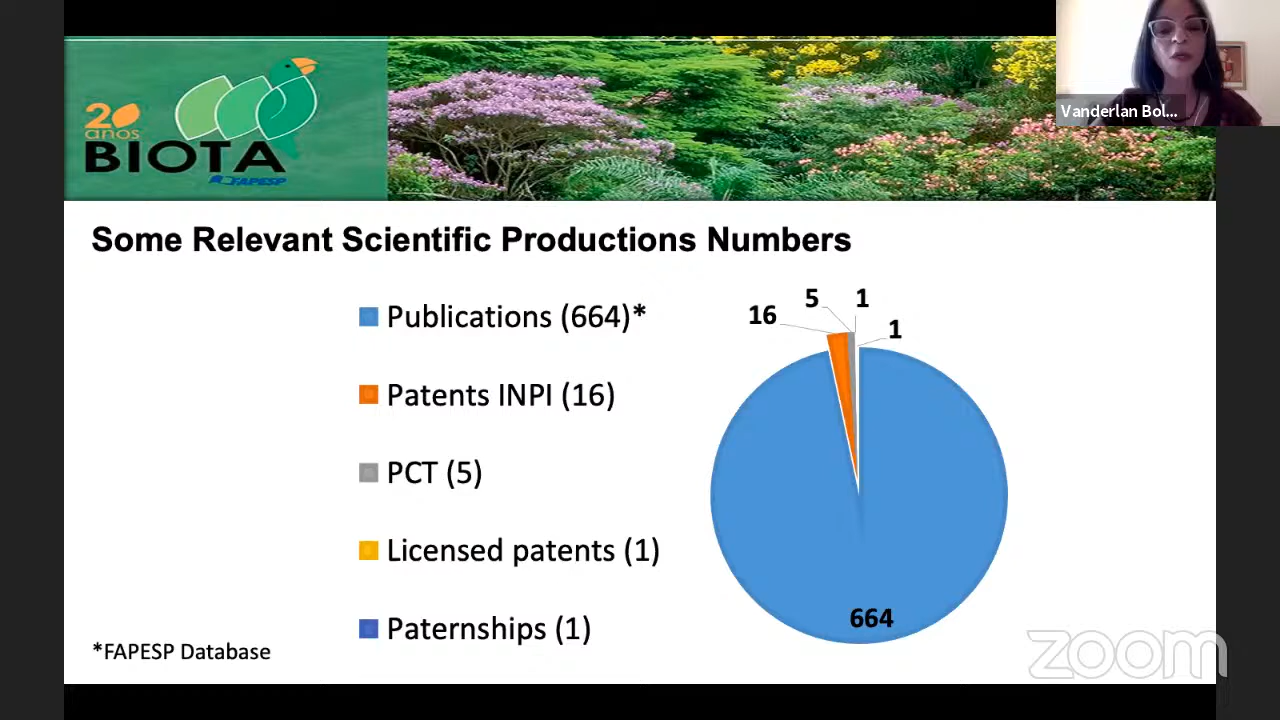 20
anos
BIOTA
FAPESP
Vanderlan Bol...
Some Relevant Scientific Productions Numbers
Publications (664)*
Patents INPI (16)
PCT (5)
Licensed patents (1)
Paternships (1)
16
5
1
1
664
*FAPESP Database
zoom